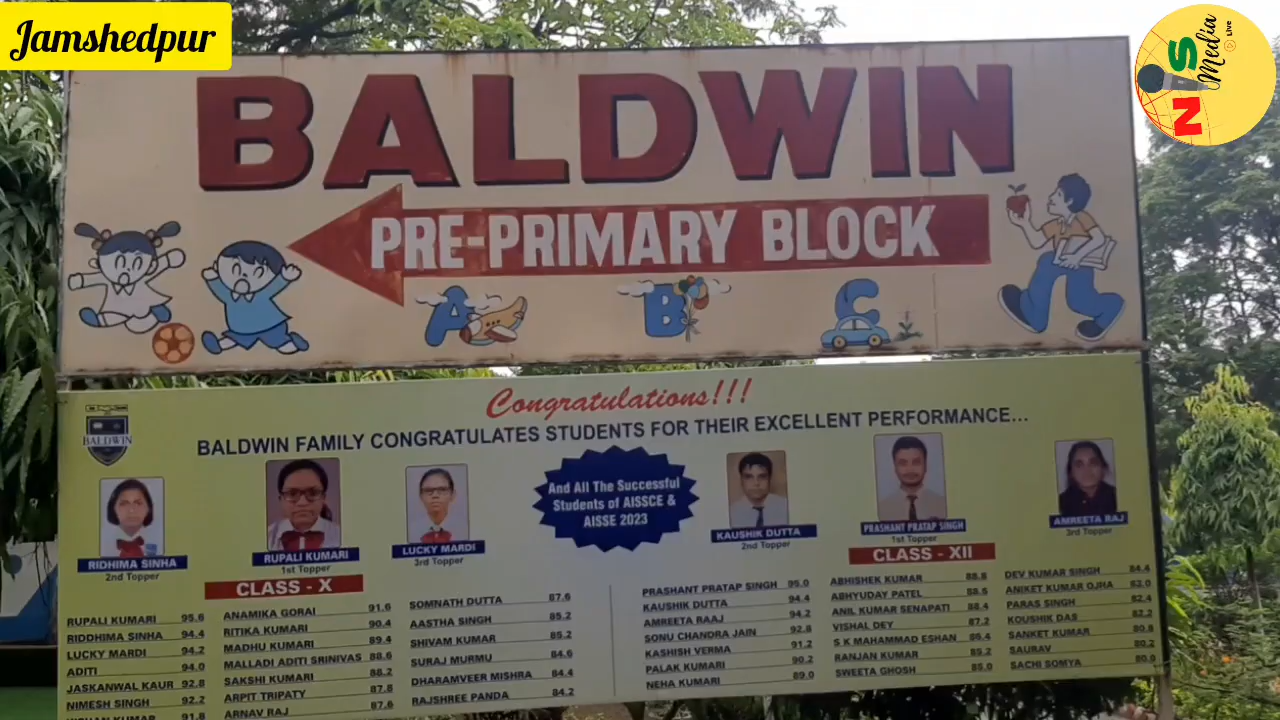 Jamshedpur
NS Media Live
BALDWIN
PRE-PRIMARY BLOCK
A B C
Congratulations!!!
BALDWIN
BALDWIN FAMILY CONGRATULATES STUDENTS FOR THEIR EXCELLENT PERFORMANCE...
And All The Successful
Students of AISSCE &
AISSE 2023
RIDHIMA SINHA
2nd Topper
RUPALI KUMARI
1st Topper
LUCKY MARDI
3rd Topper
KAUSHIK DUTTA
2nd Topper
PRASHANT PRATAP SINGH
1st Topper
AMREETA RAJ
3rd Topper
CLASS - X
RUPALI KUMARI 95.6
RIDDHIMA SINHA 94.4
LUCKY MARDI 94.2
ADITI 94.0
JASKANWAL KAUR 92.8
NIMESH SINGH 92.2
KUMAR 91.8
ANAMIKA GORAI 91.6
RITIKA KUMARI 90.4
MADHU KUMARI 89.4
MALLADI ADITI SRINIVAS 88.6
SAKSHI KUMARI 88.2
ARPIT TRIPATY 87.8
ARNAV RAJ 87.6
SOMNATH DUTTA 87.6
AASTHA SINGH 85.2
SHIVAM KUMAR 85.2
SURAJ MURMU 84.6
DHARAMVEER MISHRA 84.4
RAJSHREE PANDA 84.2
CLASS - XII
PRASHANT PRATAP SINGH 95.0
KAUSHIK DUTTA 94.4
AMREETA RAAJ 94.2
SONU CHANDRA JAIN 92.8
KASHISH VERMA 91.2
PALAK KUMARI 90.2
NEHA KUMARI 89.0
ABHISHEK KUMAR 88.8
ABHYUDAY PATEL 88.5
ANIL KUMAR SENAPATI 88.4
VISHAL DEY 87.2
S K MAHAMMAD ESHAN 86.4
RANJAN KUMAR 85.2
SWEETA GHOSH 85.0
DEV KUMAR SINGH 84.4
ANIKET KUMAR OJHA 83.0
PARAS SINGH 82.4
KOUSHIK DAS 82.2
SANKET KUMAR 80.8
SAURAV 80.2
SACHI SOMYA 80.0